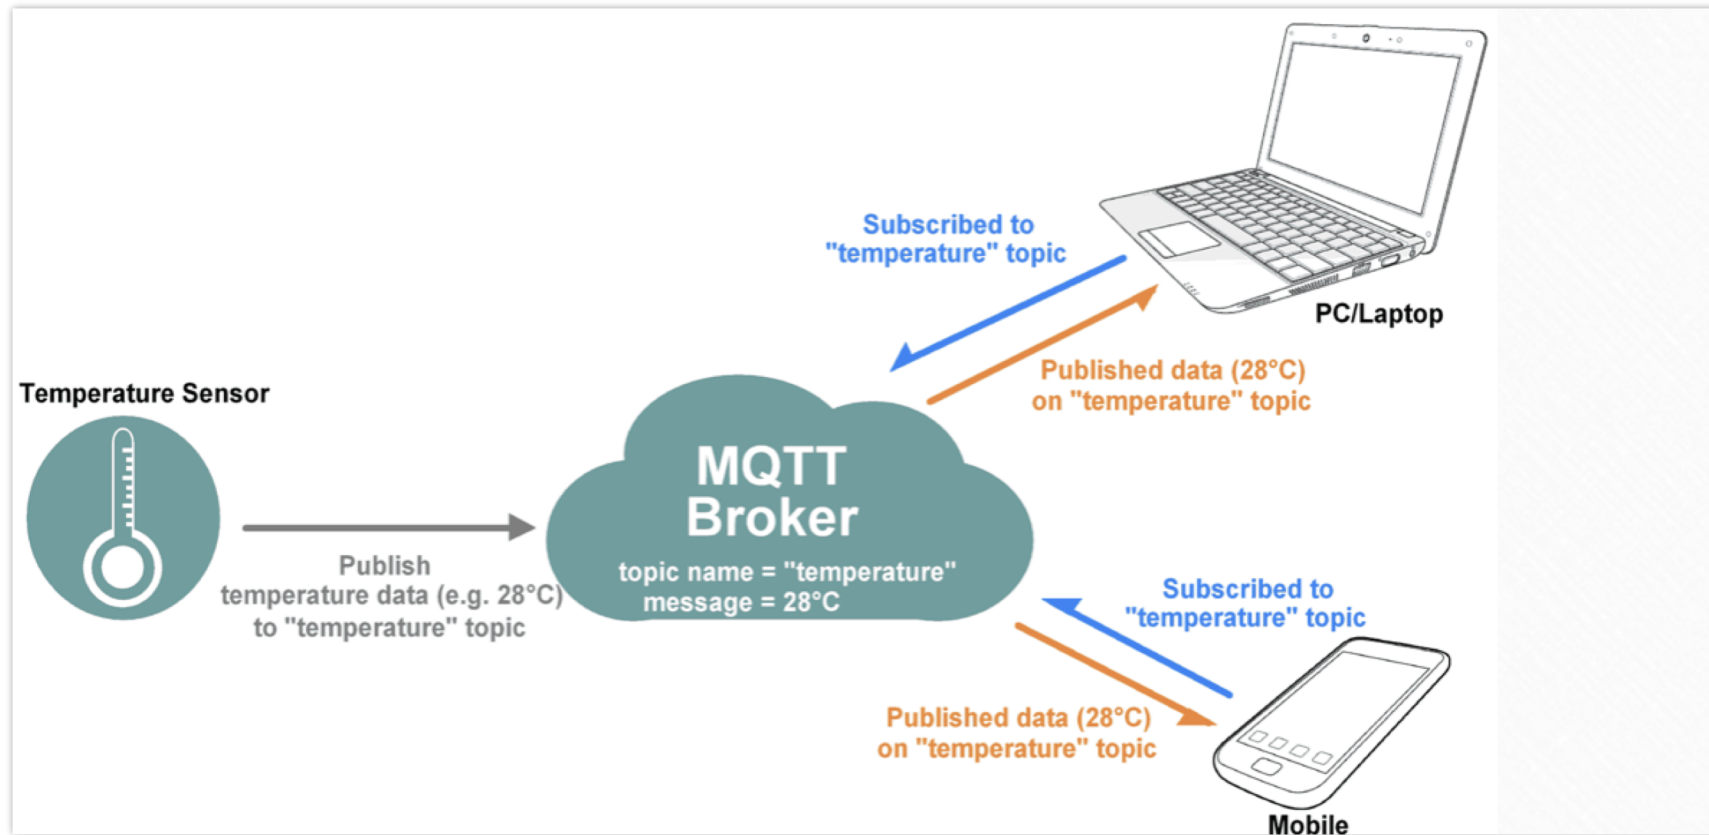 Subscribed to
"temperature" topic
PC/Laptop
Published data (28°C)
on "temperature" topic
Temperature Sensor
MQTT
Broker
topic name = "temperature"
message = 28°C
Publish
temperature data (e.g. 28°C)
to "temperature" topic
Subscribed to
"temperature" topic
Published data (28°C)
on "temperature" topic
Mobile